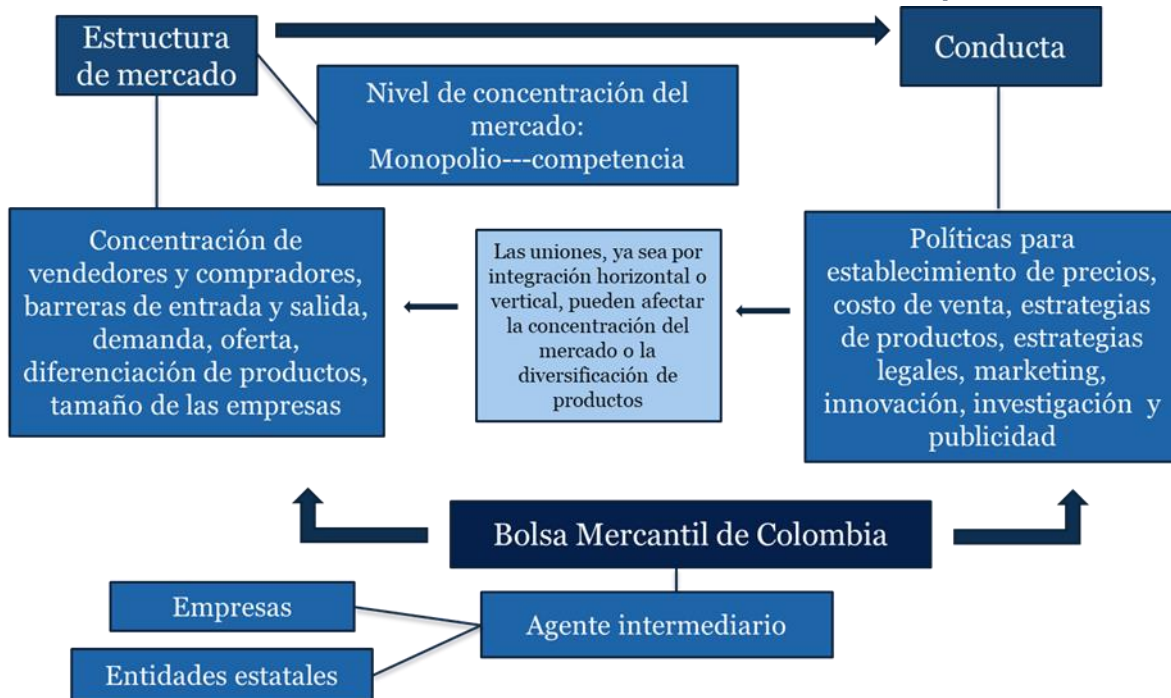 Estructura
de mercado
Conducta
Nivel de concentración del
mercado:
Monopolio---competencia
Concentración de
vendedores y compradores,
barreras de entrada y salida,
demanda, oferta,
diferenciación de productos,
tamaño de las empresas
Las uniones, ya sea por
integración horizontal o
vertical, pueden afectar
la concentración del
mercado o la
diversificación de
productos
Políticas para
establecimiento de precios,
costo de venta, estrategias
de productos, estrategias
legales, marketing,
innovación, investigación y
publicidad
Bolsa Mercantil de Colombia
Empresas
Agente intermediario
Entidades estatales